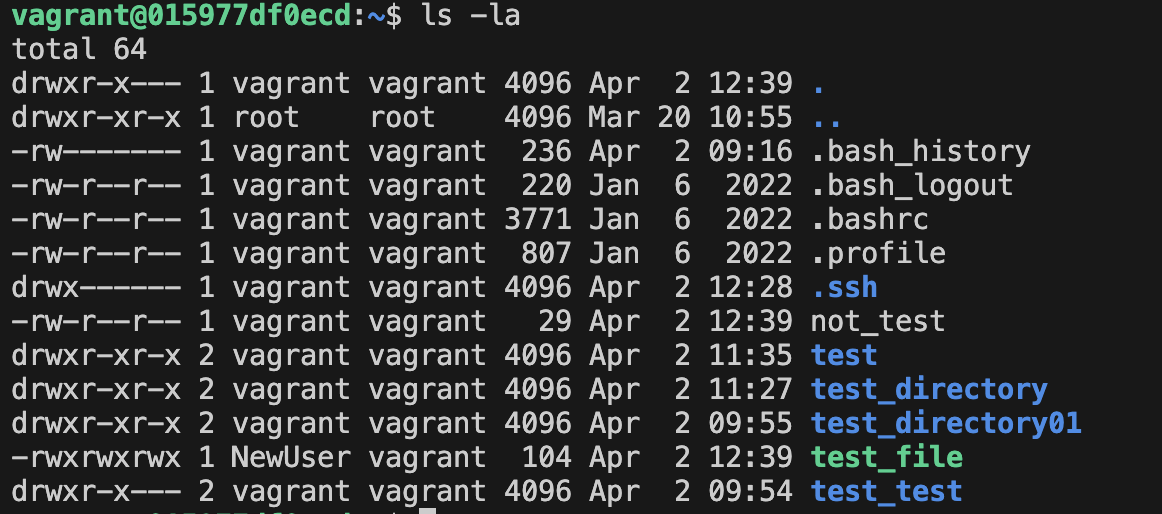 vagrant@015977df0ecd:~$ ls -la
total 64
drwxr-x--- 1 vagrant vagrant 4096 Apr  2 12:39 .
drwxr-xr-x 1 root    root    4096 Mar 20 10:55 ..
-rw------- 1 vagrant vagrant  236 Apr  2 09:16 .bash_history
-rw-r--r-- 1 vagrant vagrant  220 Jan  6  2022 .bash_logout
-rw-r--r-- 1 vagrant vagrant 3771 Jan  6  2022 .bashrc
-rw-r--r-- 1 vagrant vagrant  807 Jan  6  2022 .profile
drwx------ 1 vagrant vagrant 4096 Apr  2 12:28 .ssh
-rw-r--r-- 1 vagrant vagrant   29 Apr  2 12:39 not_test
drwxr-xr-x 2 vagrant vagrant 4096 Apr  2 11:35 test
drwxr-xr-x 2 vagrant vagrant 4096 Apr  2 11:27 test_directory
drwxr-xr-x 2 vagrant vagrant 4096 Apr  2 09:55 test_directory01
-rwxrwxrwx 1 NewUser vagrant  104 Apr  2 12:39 test_file
drwxr-x--- 2 vagrant vagrant 4096 Apr  2 09:54 test_test